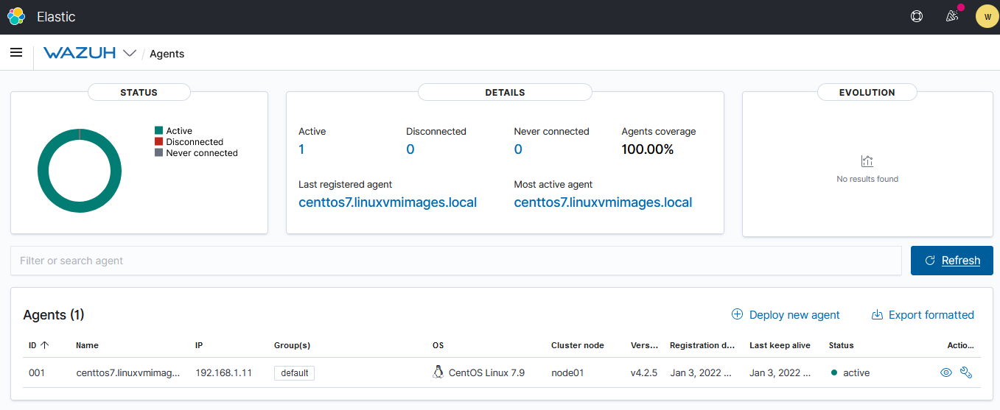 Elastic
W
WAZUH / Agents
STATUS
Active
Disconnected
Never connected
DETAILS
Active
1
Disconnected
0
Never connected
0
Agents coverage
100.00%
Last registered agent
centtos7.linuxvmimages.local
Most active agent
centtos7.linuxvmimages.local
EVOLUTION
No results found
Filter or search agent
Refresh
Agents (1)
Deploy new agent
Export formatted
ID Name IP Group(s) OS Cluster node Vers... Registration d... Last keep alive Status Actio...
001 centtos7.linuxvmimag... 192.168.1.11 default CentOS Linux 7.9 node01 v4.2.5 Jan 3, 2022 ... Jan 3, 2022 ... active